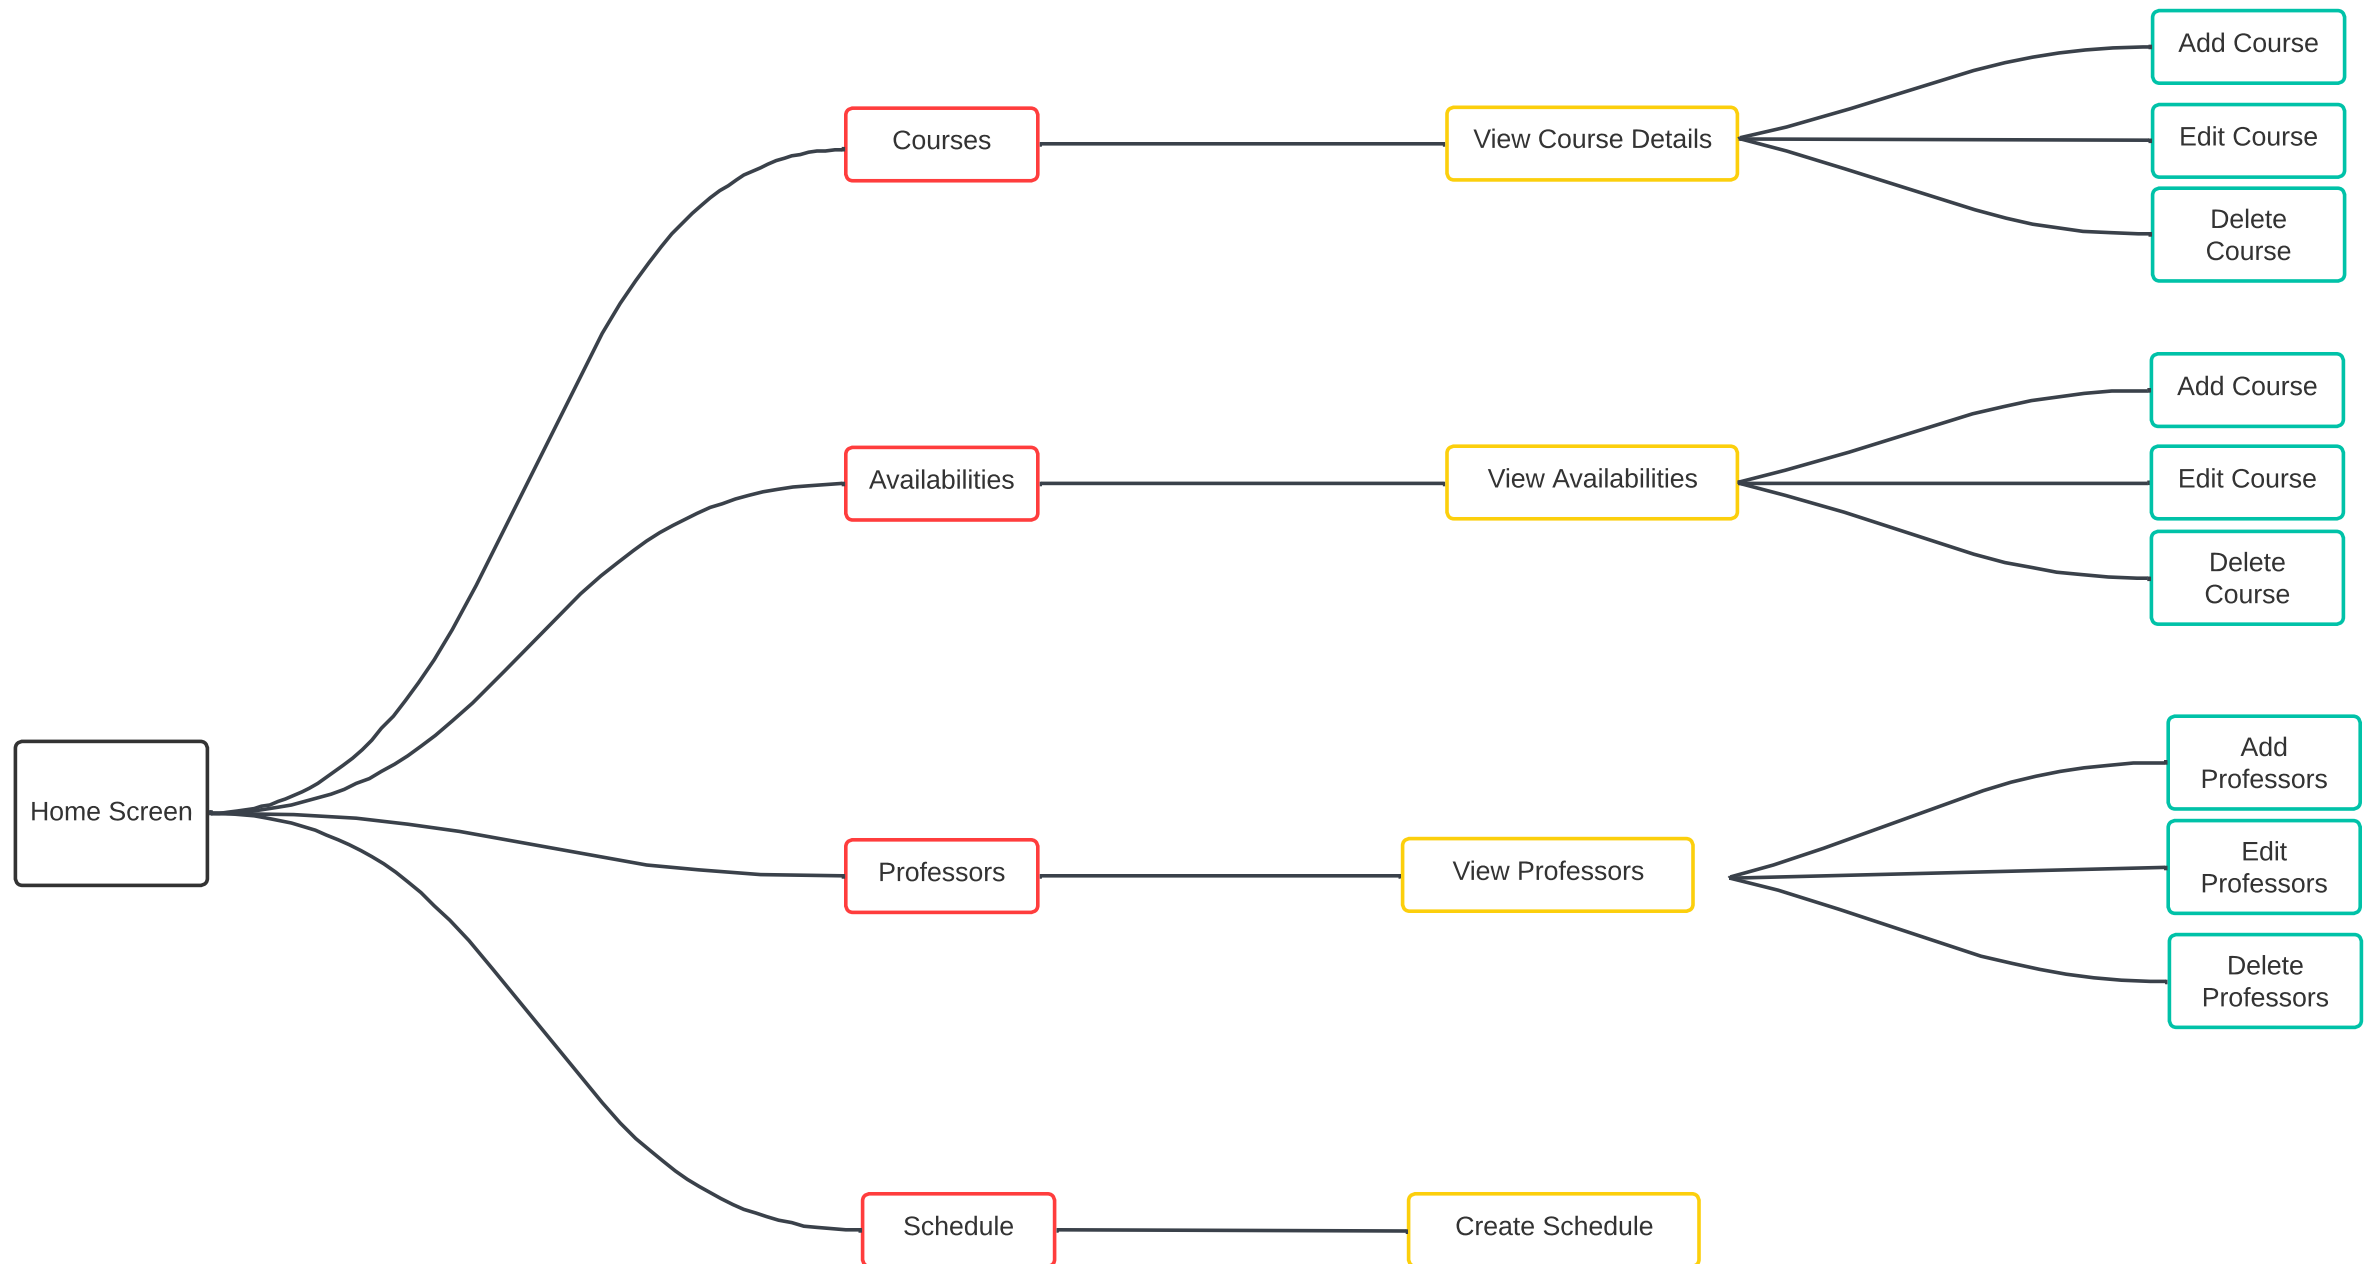 Home Screen
Courses
View Course Details
Add Course
Edit Course
Delete
Course
Availabilities
View Availabilities
Add Course
Edit Course
Delete
Course
Professors
View Professors
Add
Professors
Edit
Professors
Delete
Professors
Schedule
Create Schedule